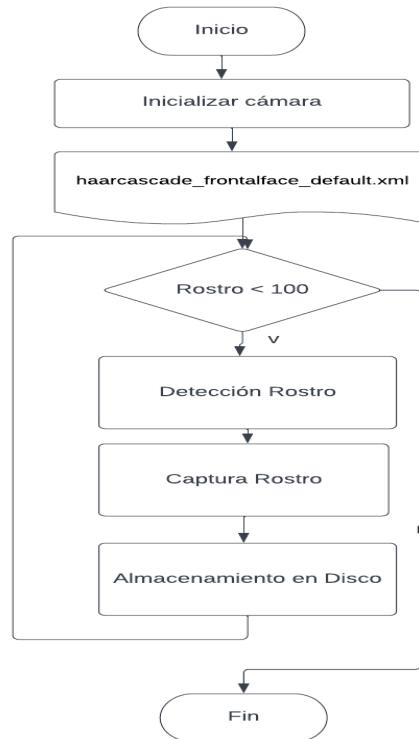 Inicio
Inicializar cámara
haarcascade_frontalface_default.xml
Rostro < 100
v
Detección Rostro
Captura Rostro
Almacenamiento en Disco
Fin